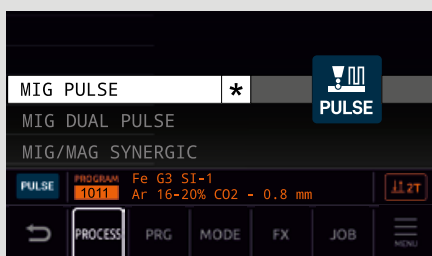 MIG PULSE *
PULSE
MIG DUAL PULSE
MIG/MAG SYNERGIC
PULSE PROGRAM 1011 Fe G3 SI-1
Ar 16-20% CO2 - 0.8 mm
2T
PROCESS PRG MODE FX JOB MENU